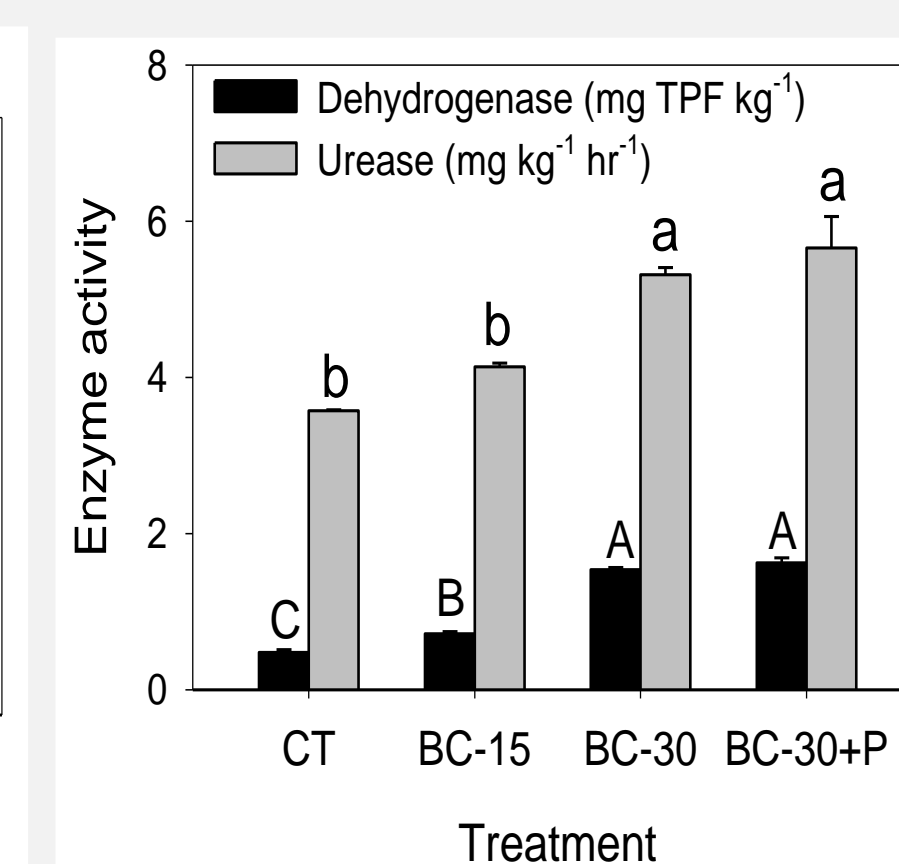 8
Dehydrogenase (mg TPF kg⁻¹)
Urease (mg kg⁻¹ hr⁻¹)
6
4
2
0
Enzyme activity
C
b
B
b
A
a
A
a
CT BC-15 BC-30 BC-30+P
Treatment